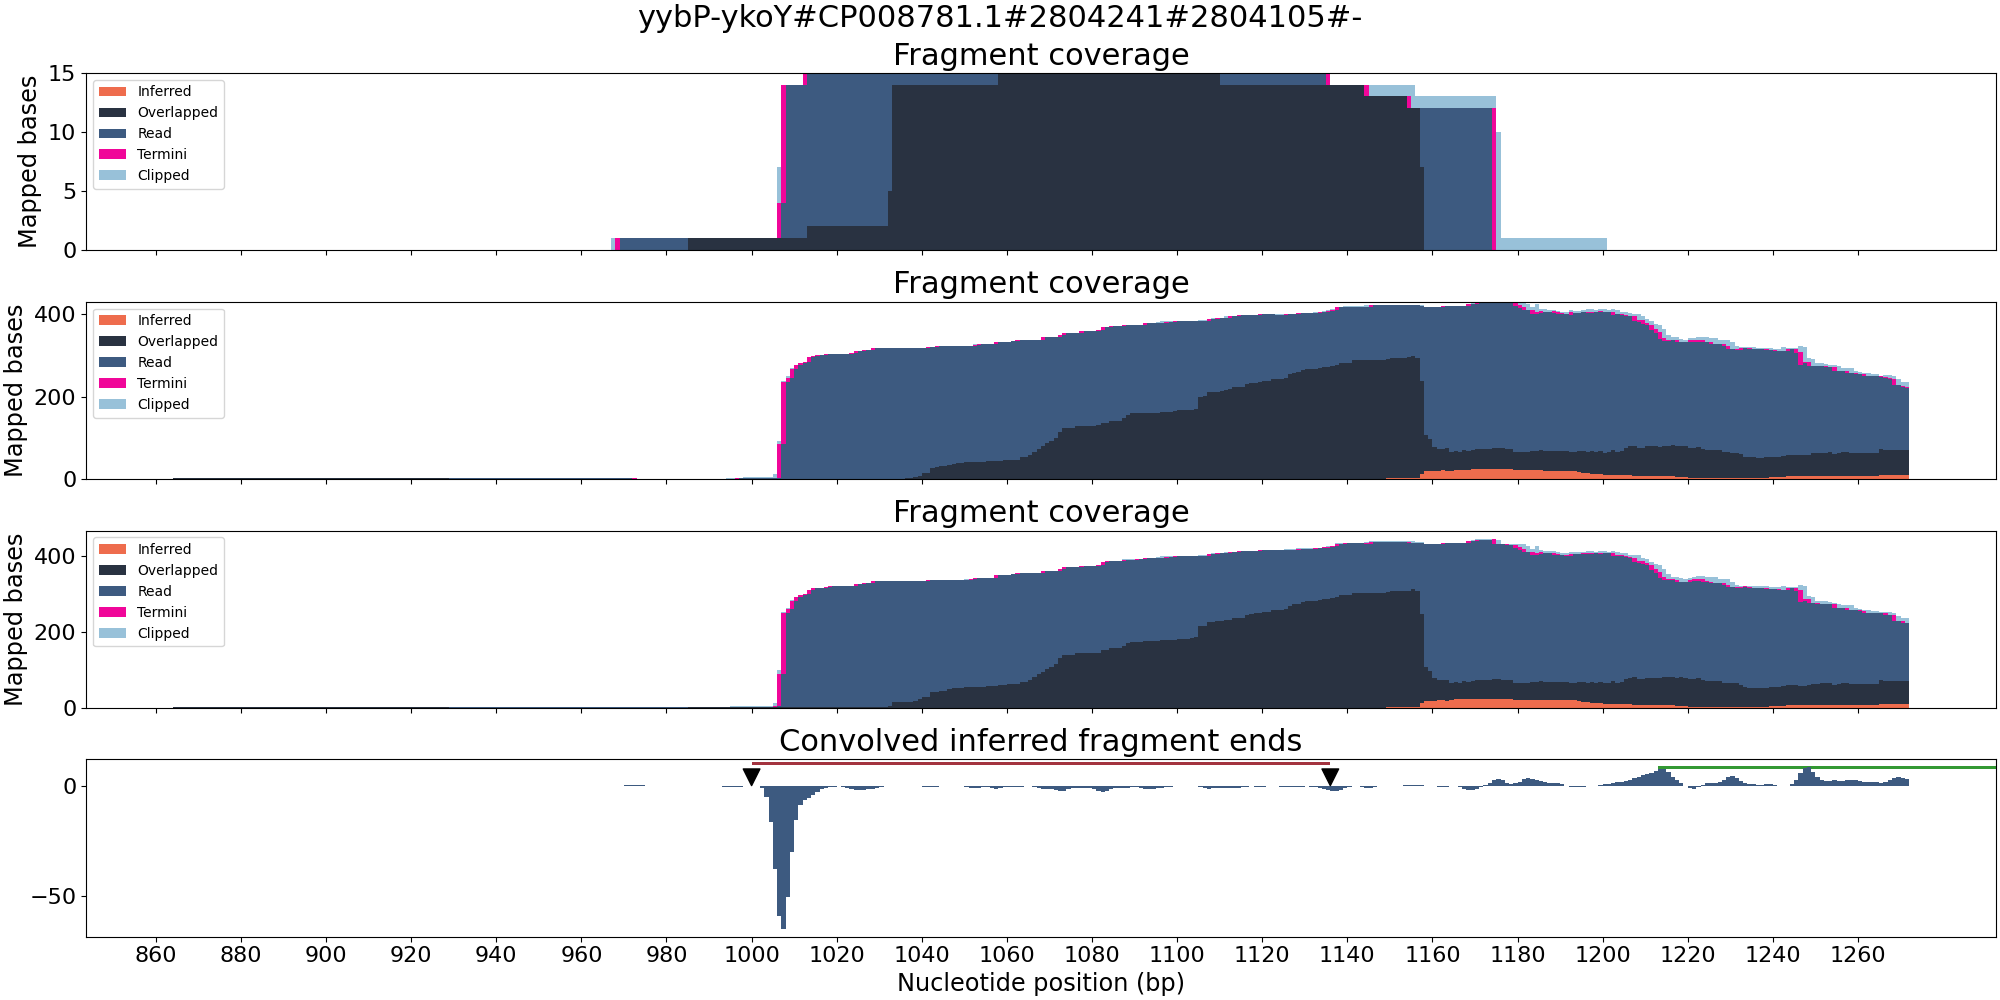 yybP-ykoY#CP008781.1#2804241#2804105#-
Fragment coverage
Mapped bases
15
10
5
0
Inferred
Overlapped
Read
Termini
Clipped
Fragment coverage
Mapped bases
400
200
0
Inferred
Overlapped
Read
Termini
Clipped
Fragment coverage
Mapped bases
400
200
0
Inferred
Overlapped
Read
Termini
Clipped
Convolved inferred fragment ends
0
−50
860 880 900 920 940 960 980 1000 1020 1040 1060 1080 1100 1120 1140 1160 1180 1200 1220 1240 1260
Nucleotide position (bp)